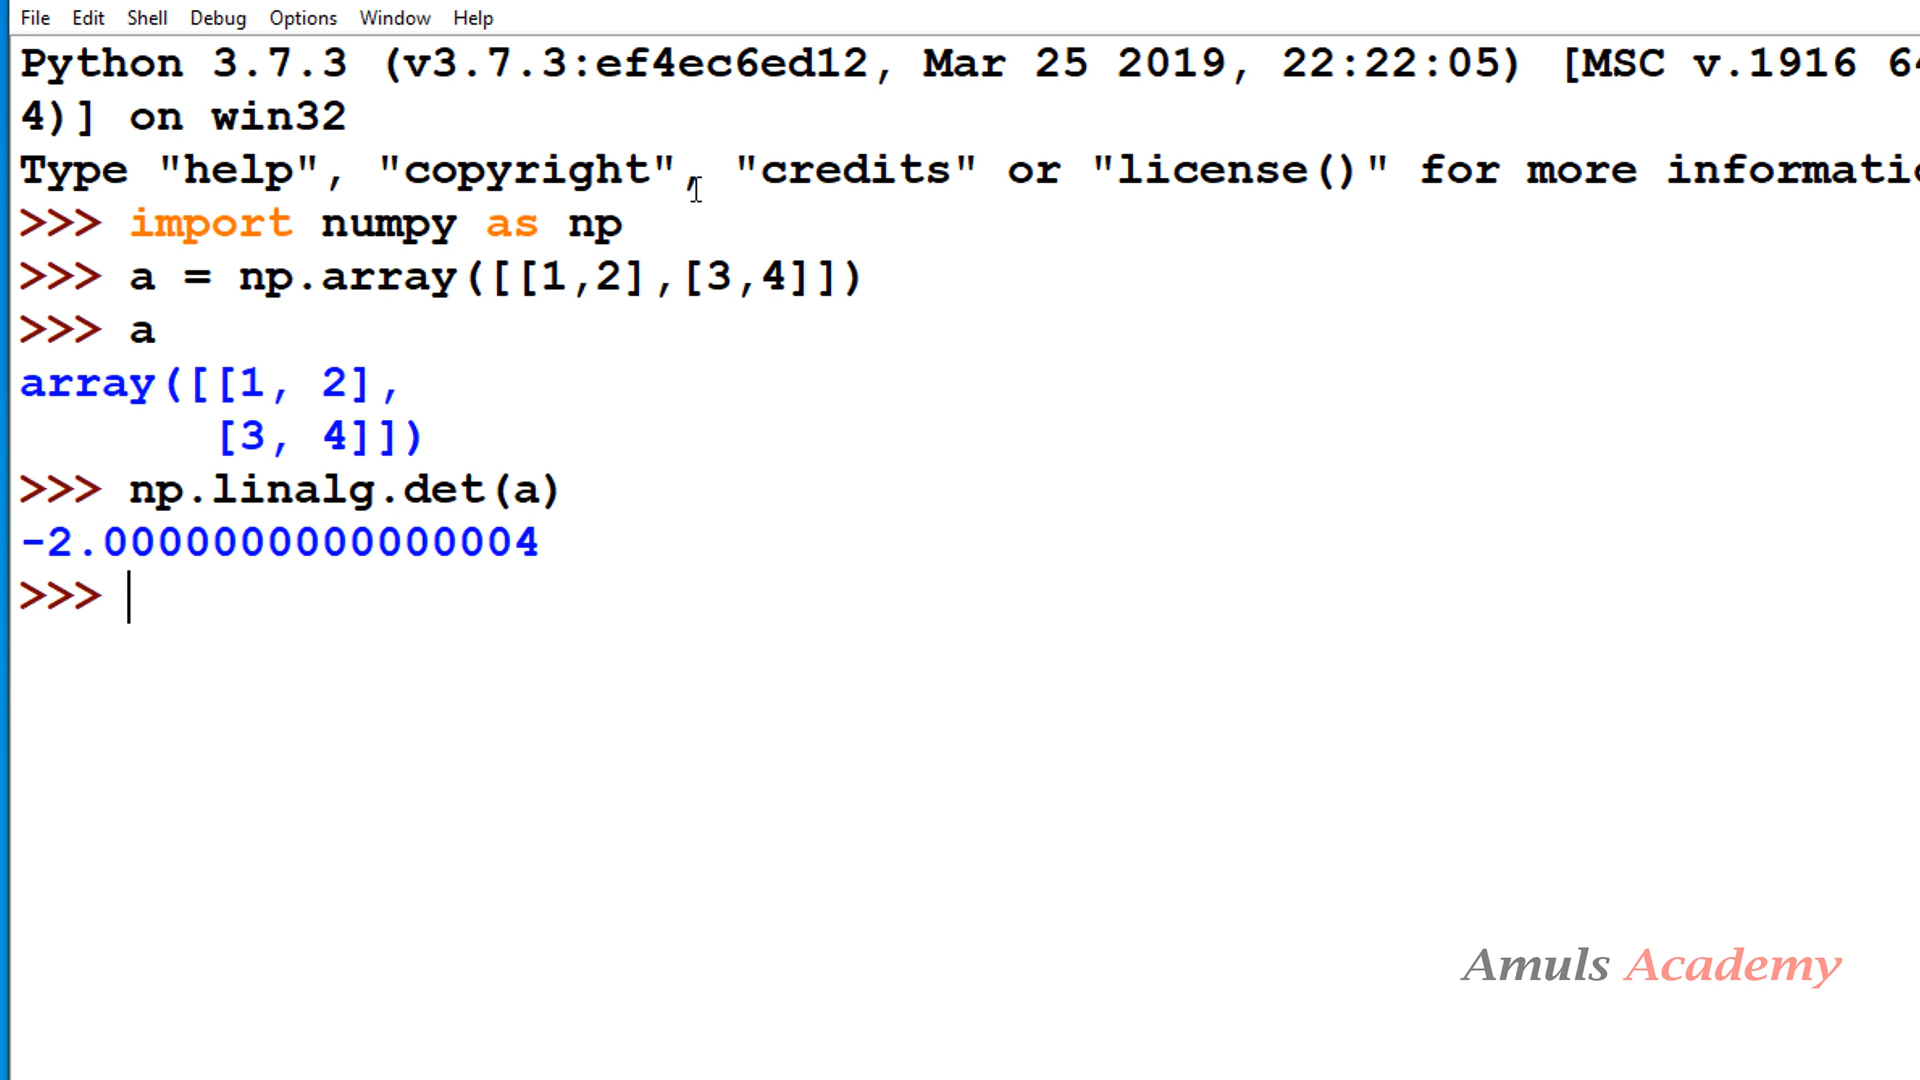 File Edit Shell Debug Options Window Help
Python 3.7.3 (v3.7.3:ef4ec6ed12, Mar 25 2019, 22:22:05) [MSC v.1916 6
4)] on win32
Type "help", "copyright", "credits" or "license()" for more
>>> import numpy as np
>>> a = np.array([[1,2],[3,4]])
>>> a
array([[1, 2],
       [3, 4]])
>>> np.linalg.det(a)
-2.0000000000000004
>>>
Amuls Academy